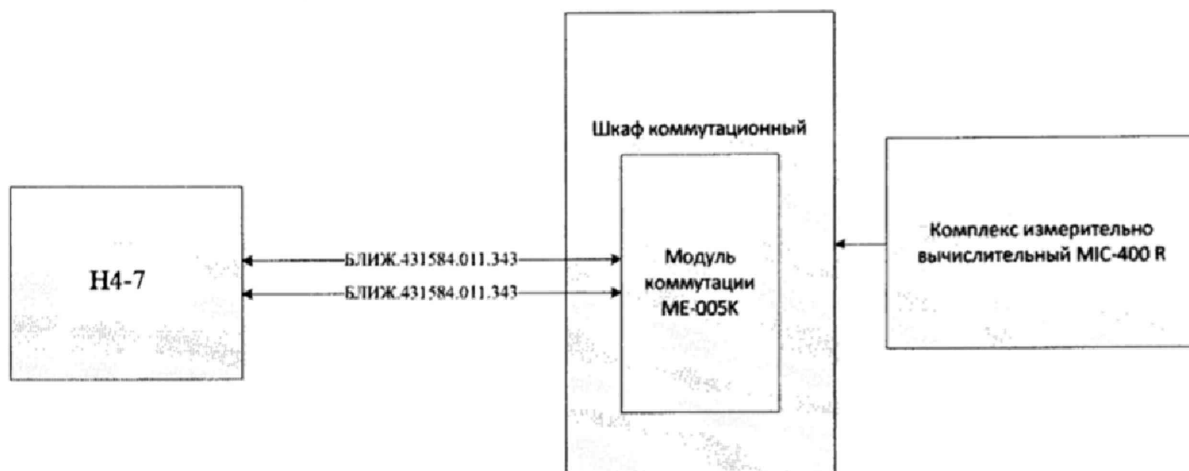 Шкаф коммутационный
Н4-7
БЛИЖ.431584.011.343
БЛИЖ.431584.011.343
Модуль
коммутации
МЕ-005К
Комплекс измерительно
вычислительный MIC-400 R